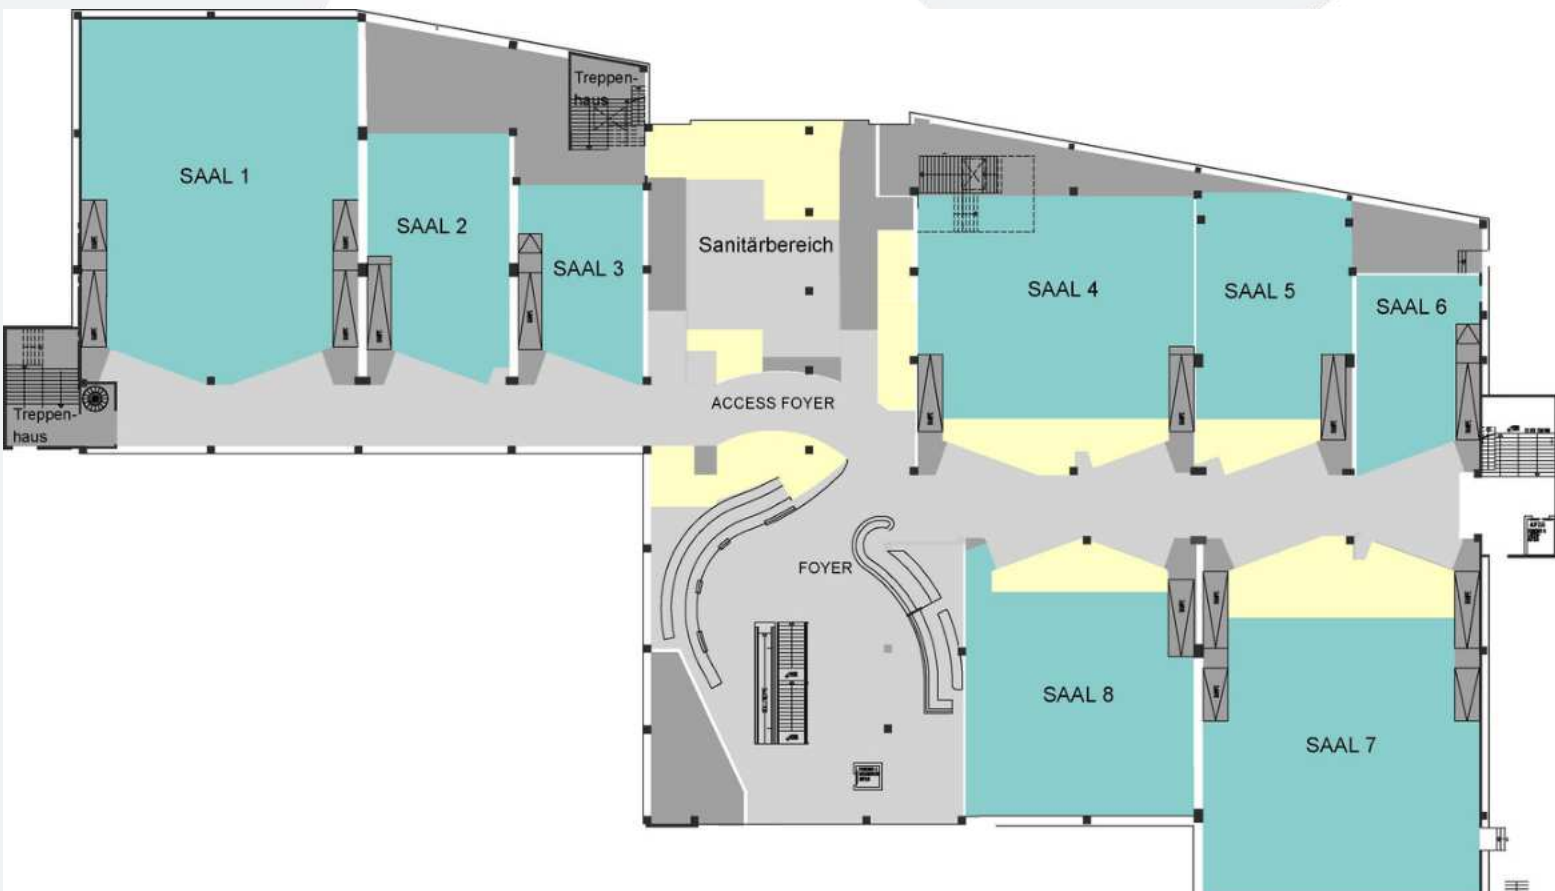 Treppen-
haus
SAAL 1
SAAL 2
SAAL 3
Sanitärbereich
SAAL 4
SAAL 5
SAAL 6
ACCESS FOYER
Treppen-
haus
FOYER
SAAL 8
SAAL 7